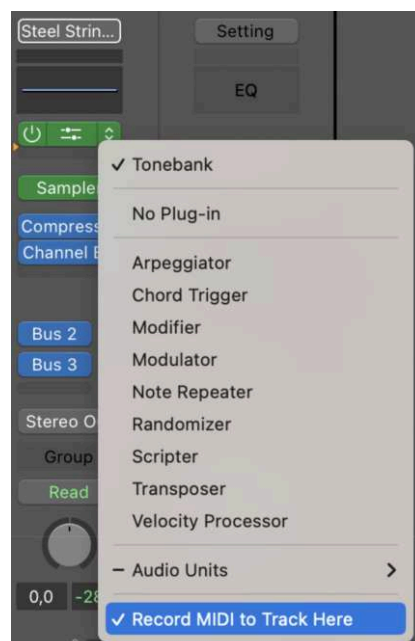 Steel Strin...)
Setting
EQ
✓ Tonebank
Sample
No Plug-in
Compress
Channel E
Arpeggiator
Chord Trigger
Modifier
Modulator
Bus 2
Bus 3
Note Repeater
Randomizer
Stereo O
Scripter
Group
Transposer
Read
Velocity Processor
– Audio Units >
0,0 -28
✓ Record MIDI to Track Here